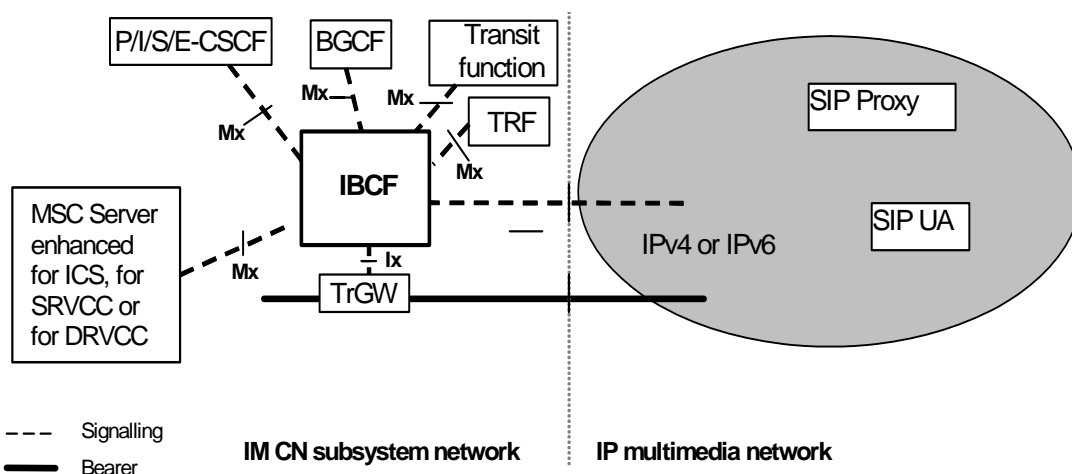 P/I/S/E-CSCF
BGCF
Transit
function
TRF
Mx
Mx
Mx
Mx
IBCF
MSC Server
enhanced
for ICS, for
SRVCC or
for DRVCC
Mx
Ix
TrGW
SIP Proxy
SIP UA
IPv4 or IPv6
Signalling
Bearer
IM CN subsystem network
IP multimedia network